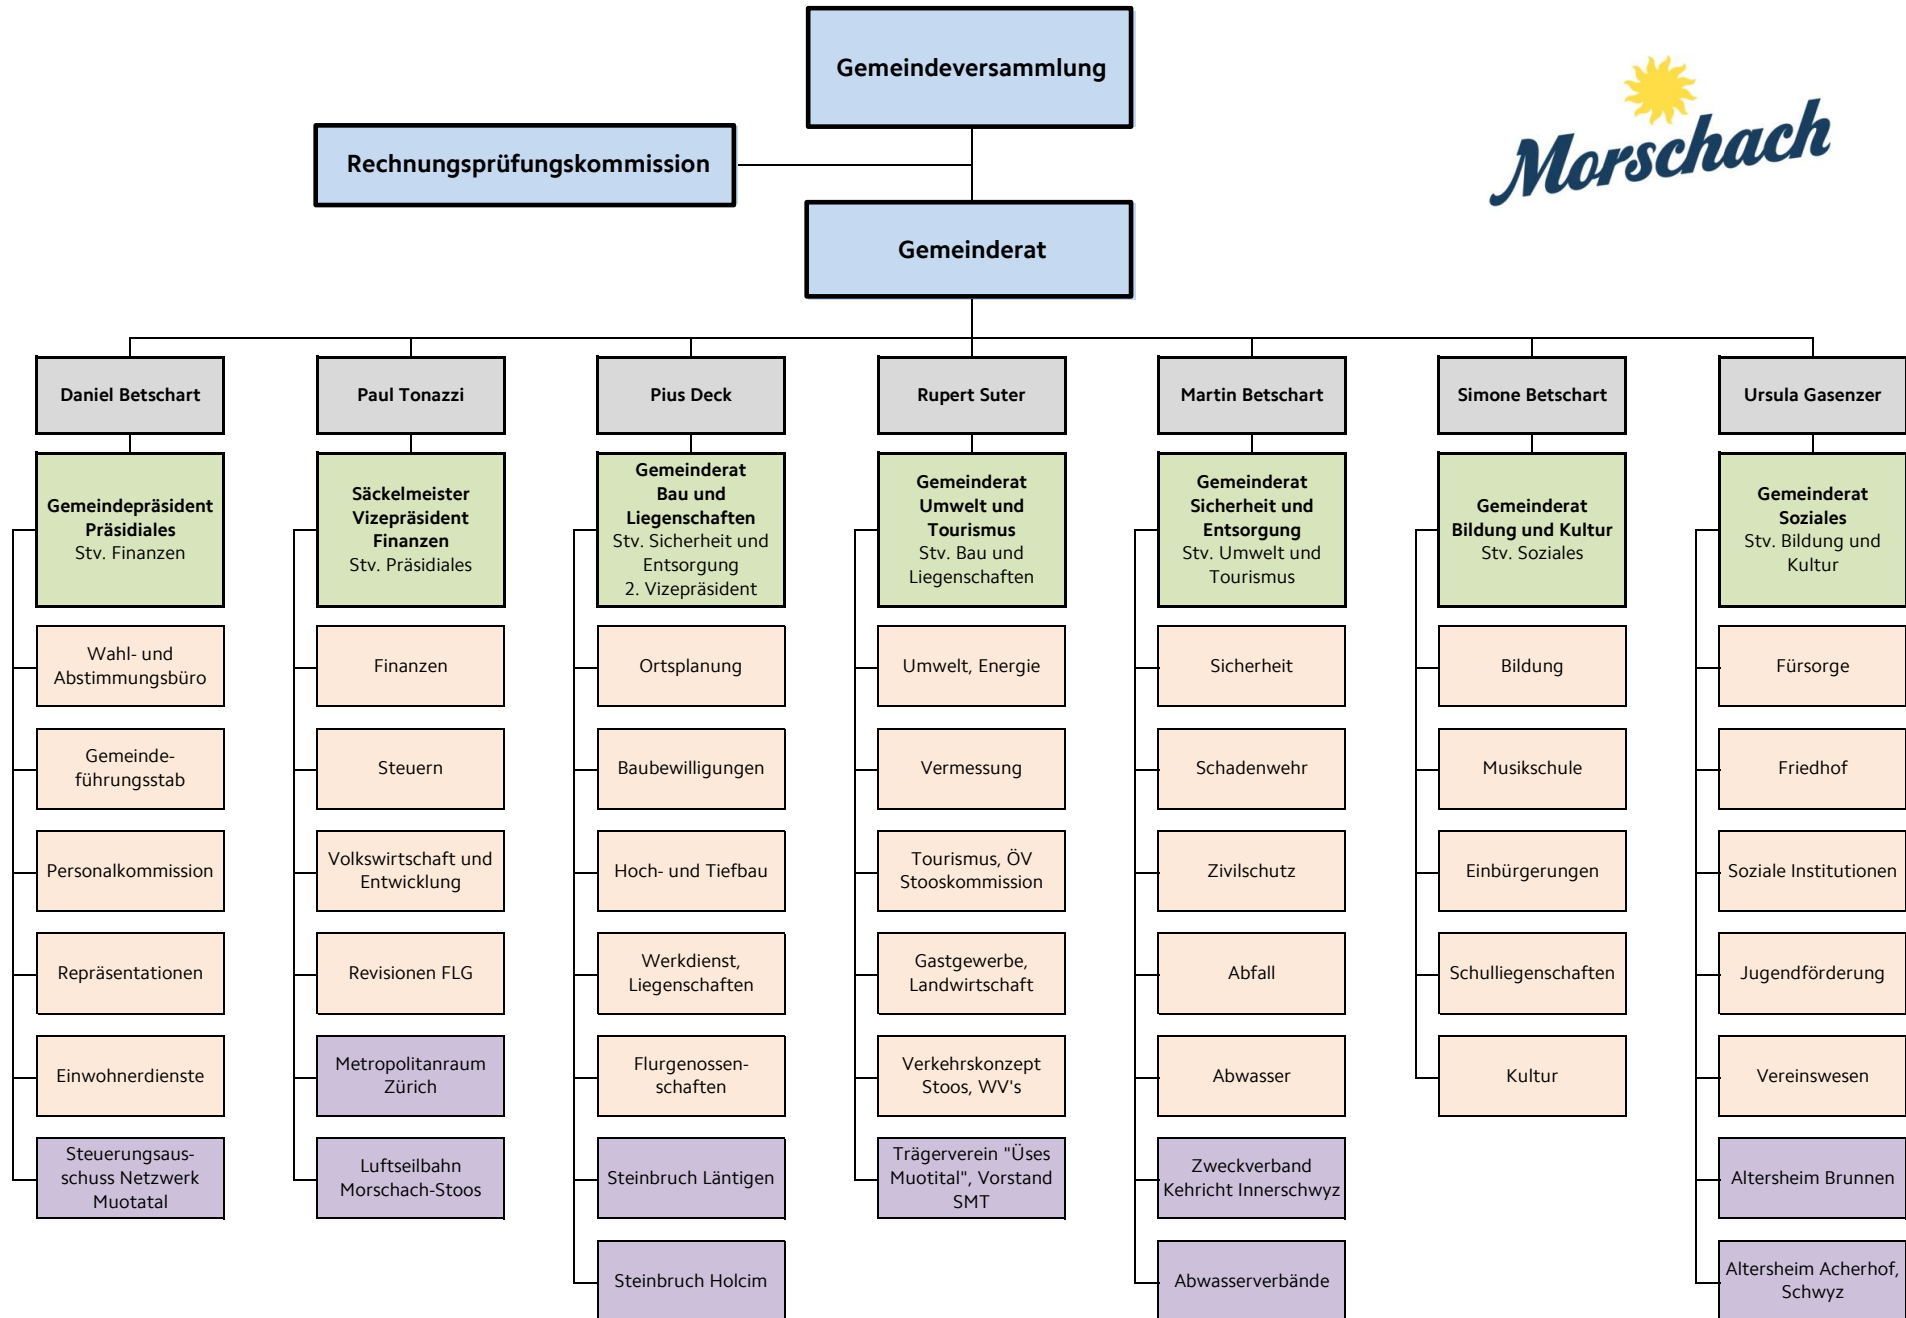 Gemeindeversammlung
Morschach
Rechnungsprüfungskommission
Gemeinderat
Daniel Betschart
Gemeindepräsident
Präsidiales
Stv. Finanzen
Wahl- und
Abstimmungsbüro
Gemeinde-
führungsstab
Personalkommission
Repräsentationen
Einwohnerdienste
Steuerungsaus-
schuss Netzwerk
Muotatal
Paul Tonazzi
Säckelmeister
Vizepräsident
Finanzen
Stv. Präsidiales
Finanzen
Steuern
Volkswirtschaft und
Entwicklung
Revisionen FLG
Metropolitanraum
Zürich
Luftseilbahn
Morschach-Stoos
Pius Deck
Gemeinderat
Bau und
Liegenschaften
Stv. Sicherheit und
Entsorgung
2. Vizepräsident
Ortsplanung
Baubewilligungen
Hoch- und Tiefbau
Werkdienst,
Liegenschaften
Flurgenossen-
schaften
Steinbruch Läntigen
Steinbruch Holcim
Rupert Suter
Gemeinderat
Umwelt und
Tourismus
Stv. Bau und
Liegenschaften
Umwelt, Energie
Vermessung
Tourismus, ÖV
Stooskommission
Gastgewerbe,
Landwirtschaft
Verkehrskonzept
Stoos, WV's
Trägerverein "Üses
Muotital", Vorstand
SMT
Martin Betschart
Gemeinderat
Sicherheit und
Entsorgung
Stv. Umwelt und
Tourismus
Sicherheit
Schadenwehr
Zivilschutz
Abfall
Abwasser
Zweckverband
Kehricht Innerschwyz
Abwasserverbände
Simone Betschart
Gemeinderat
Bildung und Kultur
Stv. Soziales
Bildung
Musikschule
Einbürgerungen
Schulliegenschaften
Kultur
Ursula Gasenzer
Gemeinderat
Soziales
Stv. Bildung und
Kultur
Fürsorge
Friedhof
Soziale Institutionen
Jugendförderung
Vereinswesen
Altersheim Brunnen
Altersheim Acherhof,
Schwyz